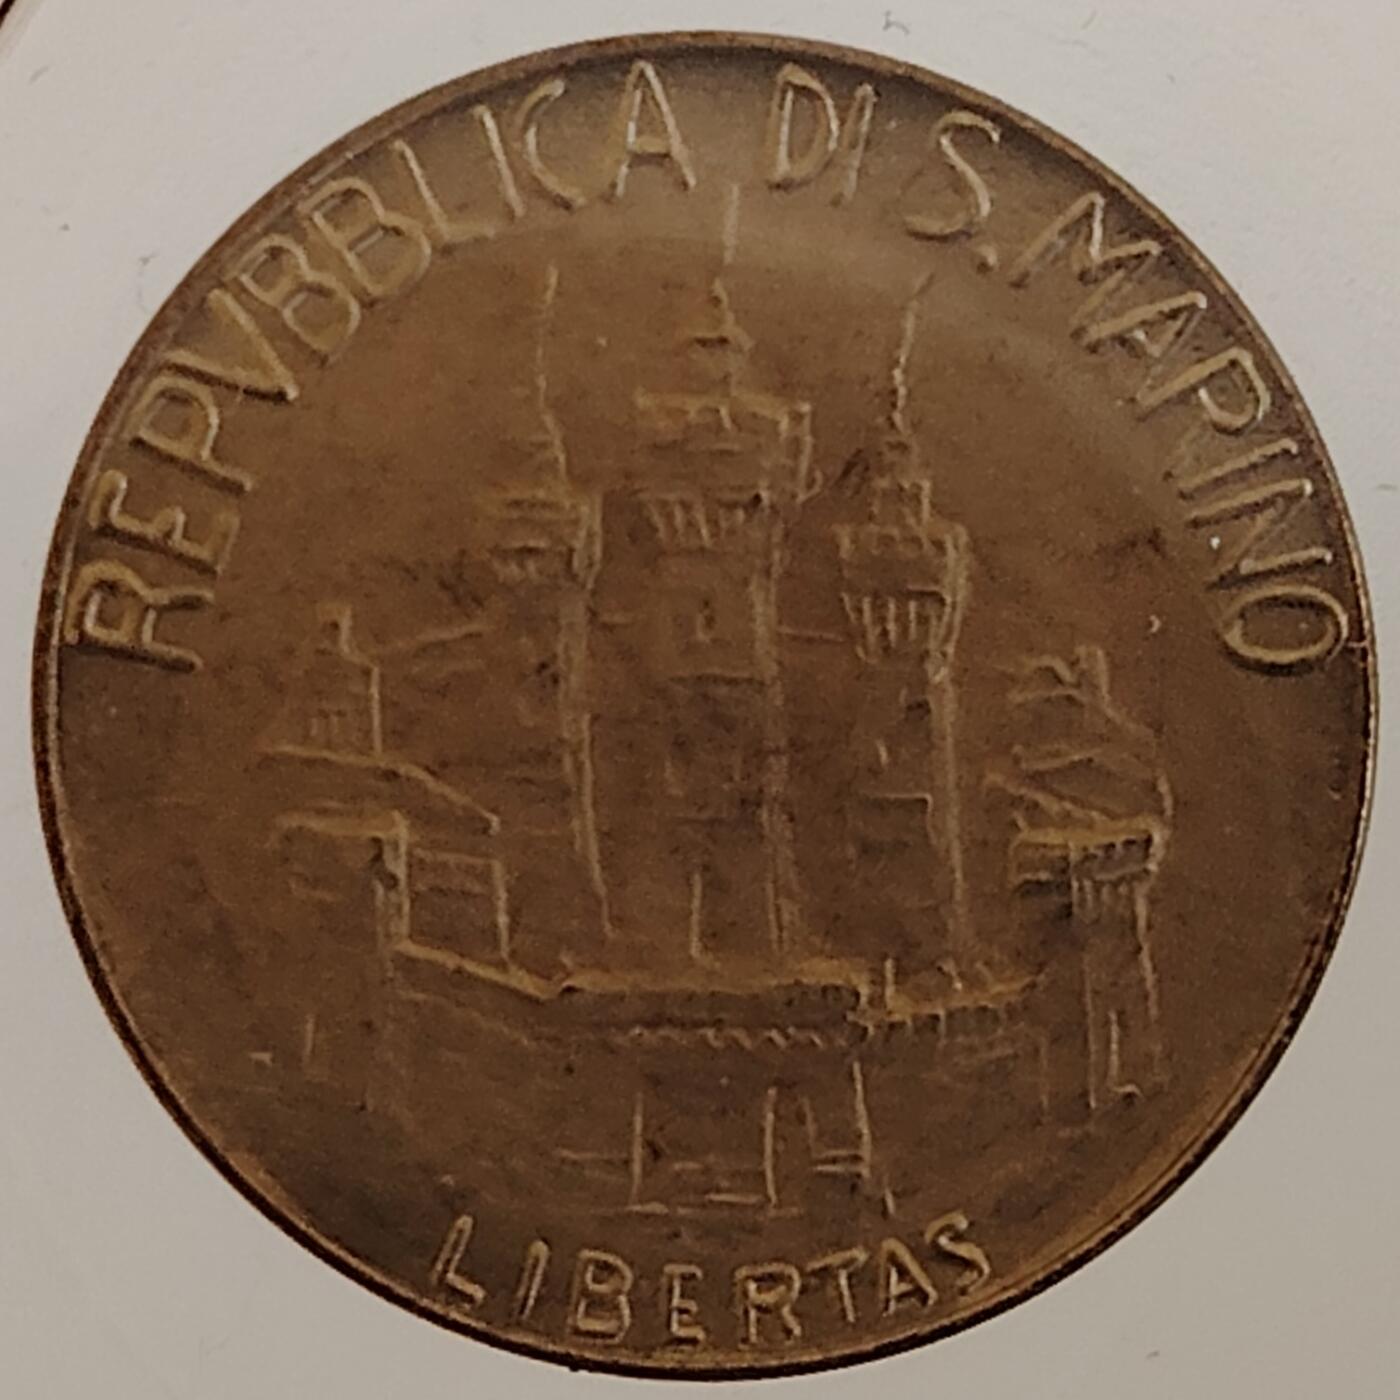 REPVBBLICA DI S. MARINO
LIBERTAS